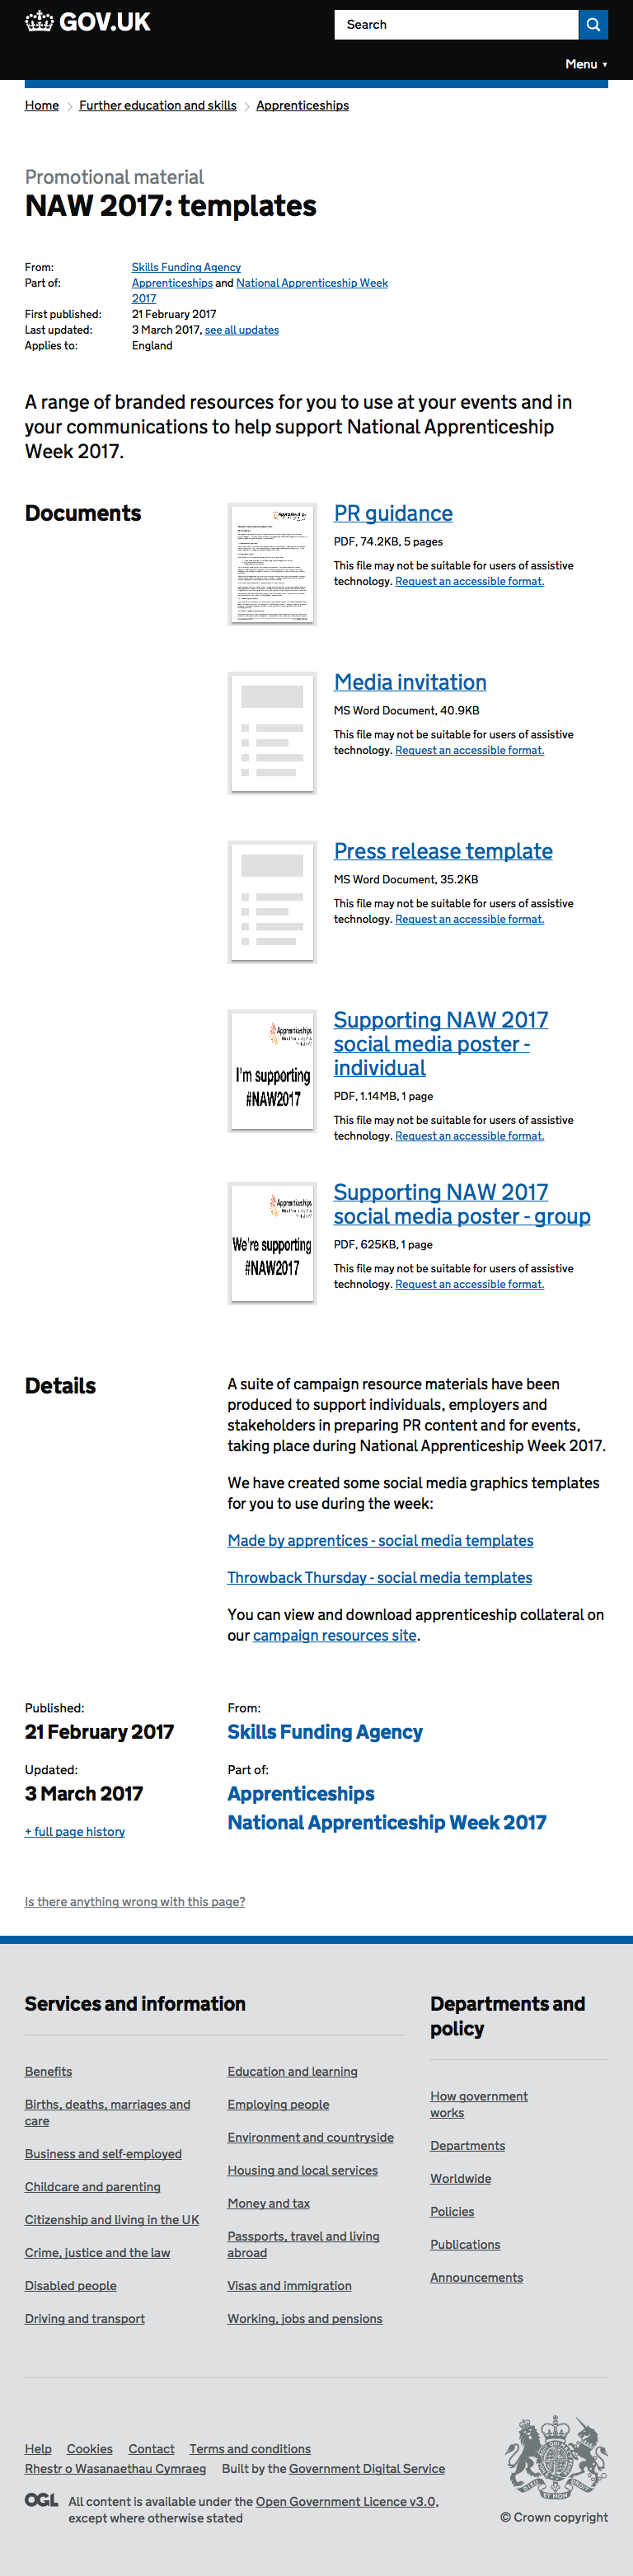 GOV.UK
Search
Menu ▼
Home > Further education and skills > Apprenticeships
Promotional material
NAW 2017: templates
From: Skills Funding Agency
Part of: Apprenticeships and National Apprenticeship Week
2017
First published: 21 February 2017
Last updated: 3 March 2017, see all updates
Applies to: England
A range of branded resources for you to use at your events and in
your communications to help support National Apprenticeship
Week 2017.
Documents
PR guidance
PDF, 74.2KB, 5 pages
This file may not be suitable for users of assistive
technology. Request an accessible format.
Media invitation
MS Word Document, 40.9KB
This file may not be suitable for users of assistive
technology. Request an accessible format.
Press release template
MS Word Document, 35.2KB
This file may not be suitable for users of assistive
technology. Request an accessible format.
Apprenticeships
I'm supporting
#NAW2017
Supporting NAW 2017
social media poster -
individual
PDF, 1.14MB, 1 page
This file may not be suitable for users of assistive
technology. Request an accessible format.
Apprenticeships
We're supporting
#NAW2017
Supporting NAW 2017
social media poster - group
PDF, 625KB, 1 page
This file may not be suitable for users of assistive
technology. Request an accessible format.
Details
A suite of campaign resource materials have been
produced to support individuals, employers and
stakeholders in preparing PR content and for events,
taking place during National Apprenticeship Week 2017.
We have created some social media graphics templates
for you to use during the week:
Made by apprentices - social media templates
Throwback Thursday - social media templates
You can view and download apprenticeship collateral on
our campaign resources site.
Published:
21 February 2017
Updated:
3 March 2017
+ full page history
From:
Skills Funding Agency
Part of:
Apprenticeships
National Apprenticeship Week 2017
Is there anything wrong with this page?
Services and information
Benefits
Births, deaths, marriages and
care
Business and self-employed
Childcare and parenting
Citizenship and living in the UK
Crime, justice and the law
Disabled people
Driving and transport
Education and learning
Employing people
Environment and countryside
Housing and local services
Money and tax
Passports, travel and living
abroad
Visas and immigration
Working, jobs and pensions
Departments and
policy
How government
works
Departments
Worldwide
Policies
Publications
Announcements
Help Cookies Contact Terms and conditions
Rhestr o Wasanaethau Cymraeg Built by the Government Digital Service
OGL All content is available under the Open Government Licence v3.0,
except where otherwise stated
© Crown copyright